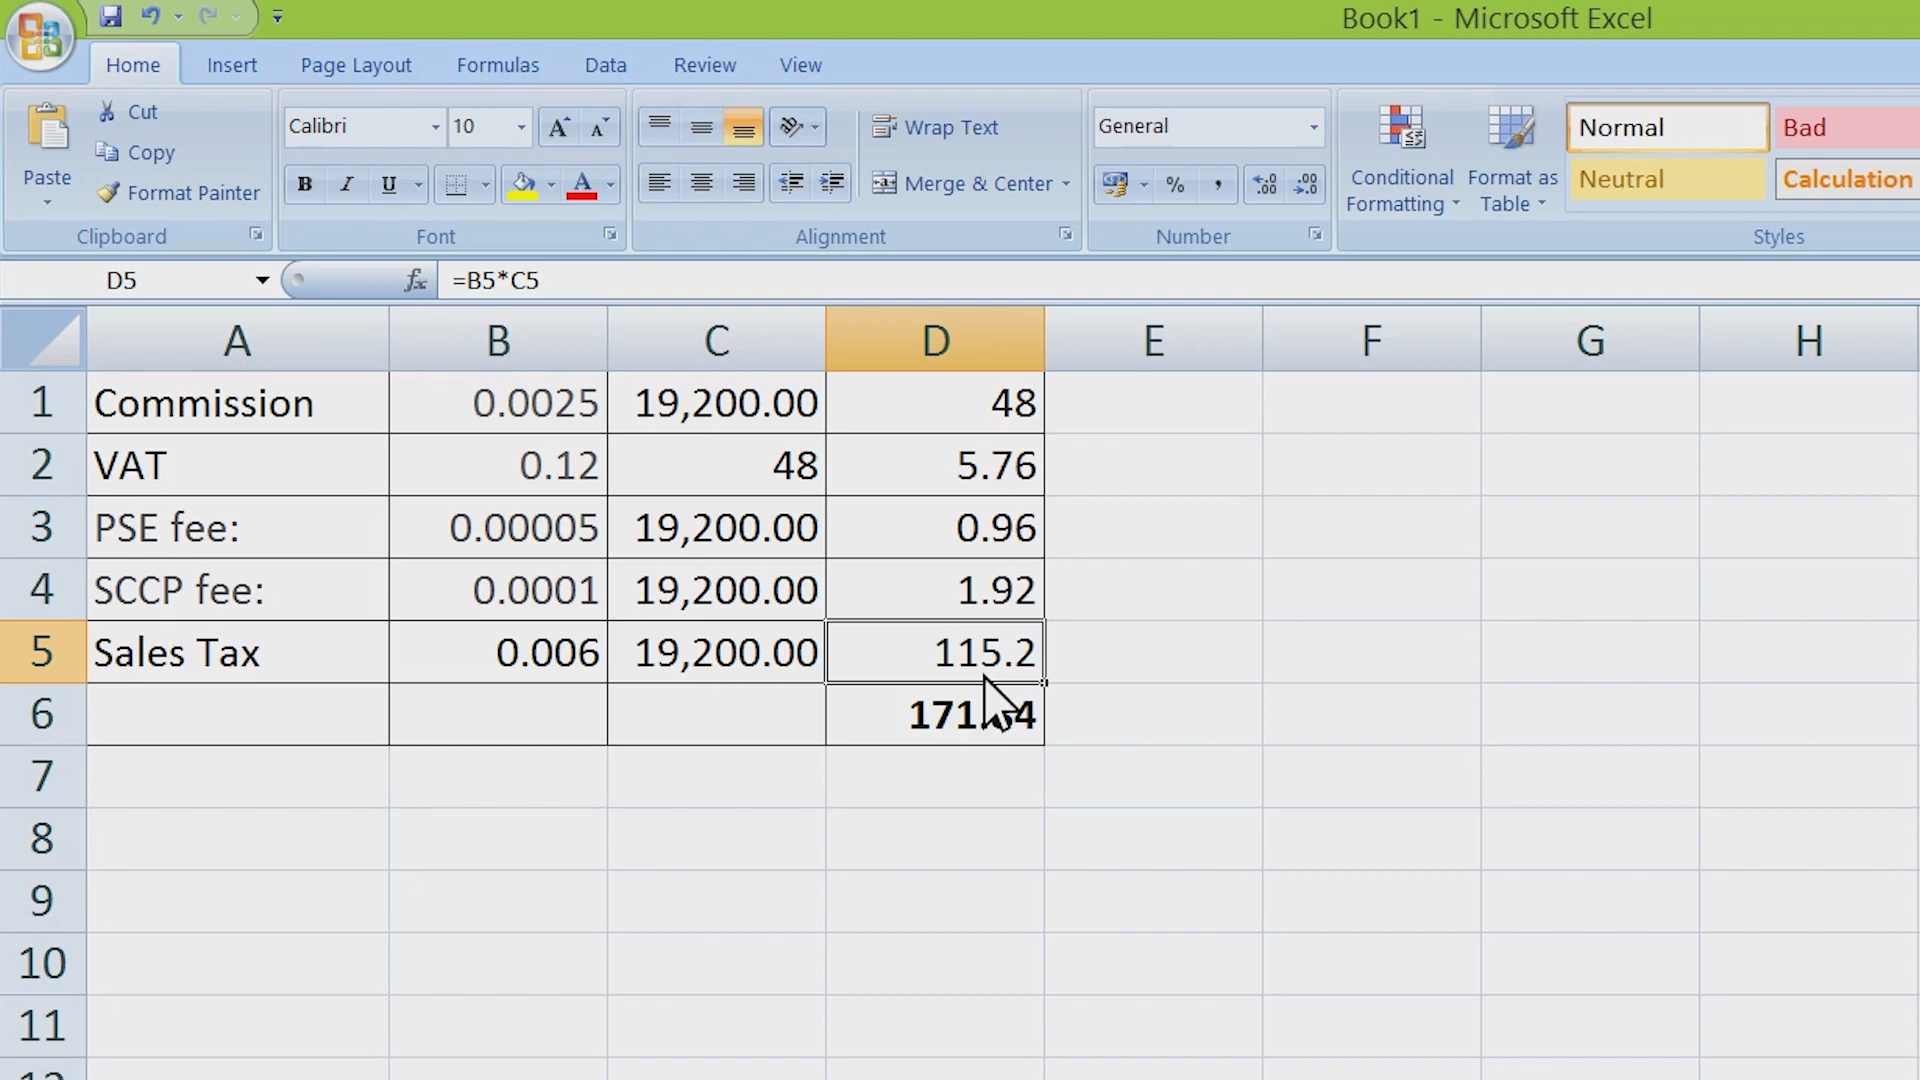 Book1 - Microsoft Excel
Home Insert Page Layout Formulas Data Review View
Paste
Cut
Copy
Format Painter
Clipboard
Calibri 10
A A
B I U A
Font
Wrap Text
Merge & Center
Alignment
General
% , .00 .00
Number
Conditional Formatting
Format as Table
Normal Bad
Neutral Calculation
Styles
D5 fx =B5*C5
A B C D E F G H
1 Commission 0.0025 19,200.00 48
2 VAT 0.12 48 5.76
3 PSE fee: 0.00005 19,200.00 0.96
4 SCCP fee: 0.0001 19,200.00 1.92
5 Sales Tax 0.006 19,200.00 115.2
6
7
8
9
10
11